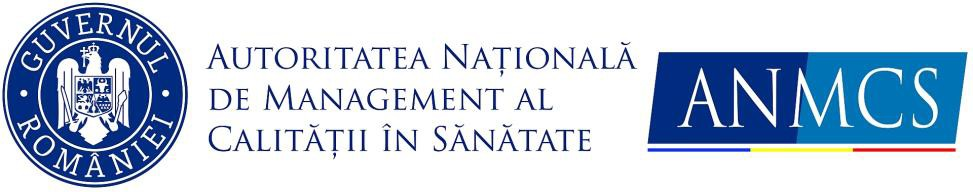 GUVERNUL
ROMÂNIEI
AUTORITATEA NAȚIONALĂ
DE MANAGEMENT AL
CALITĂȚII ÎN SĂNĂTATE
ANMCS